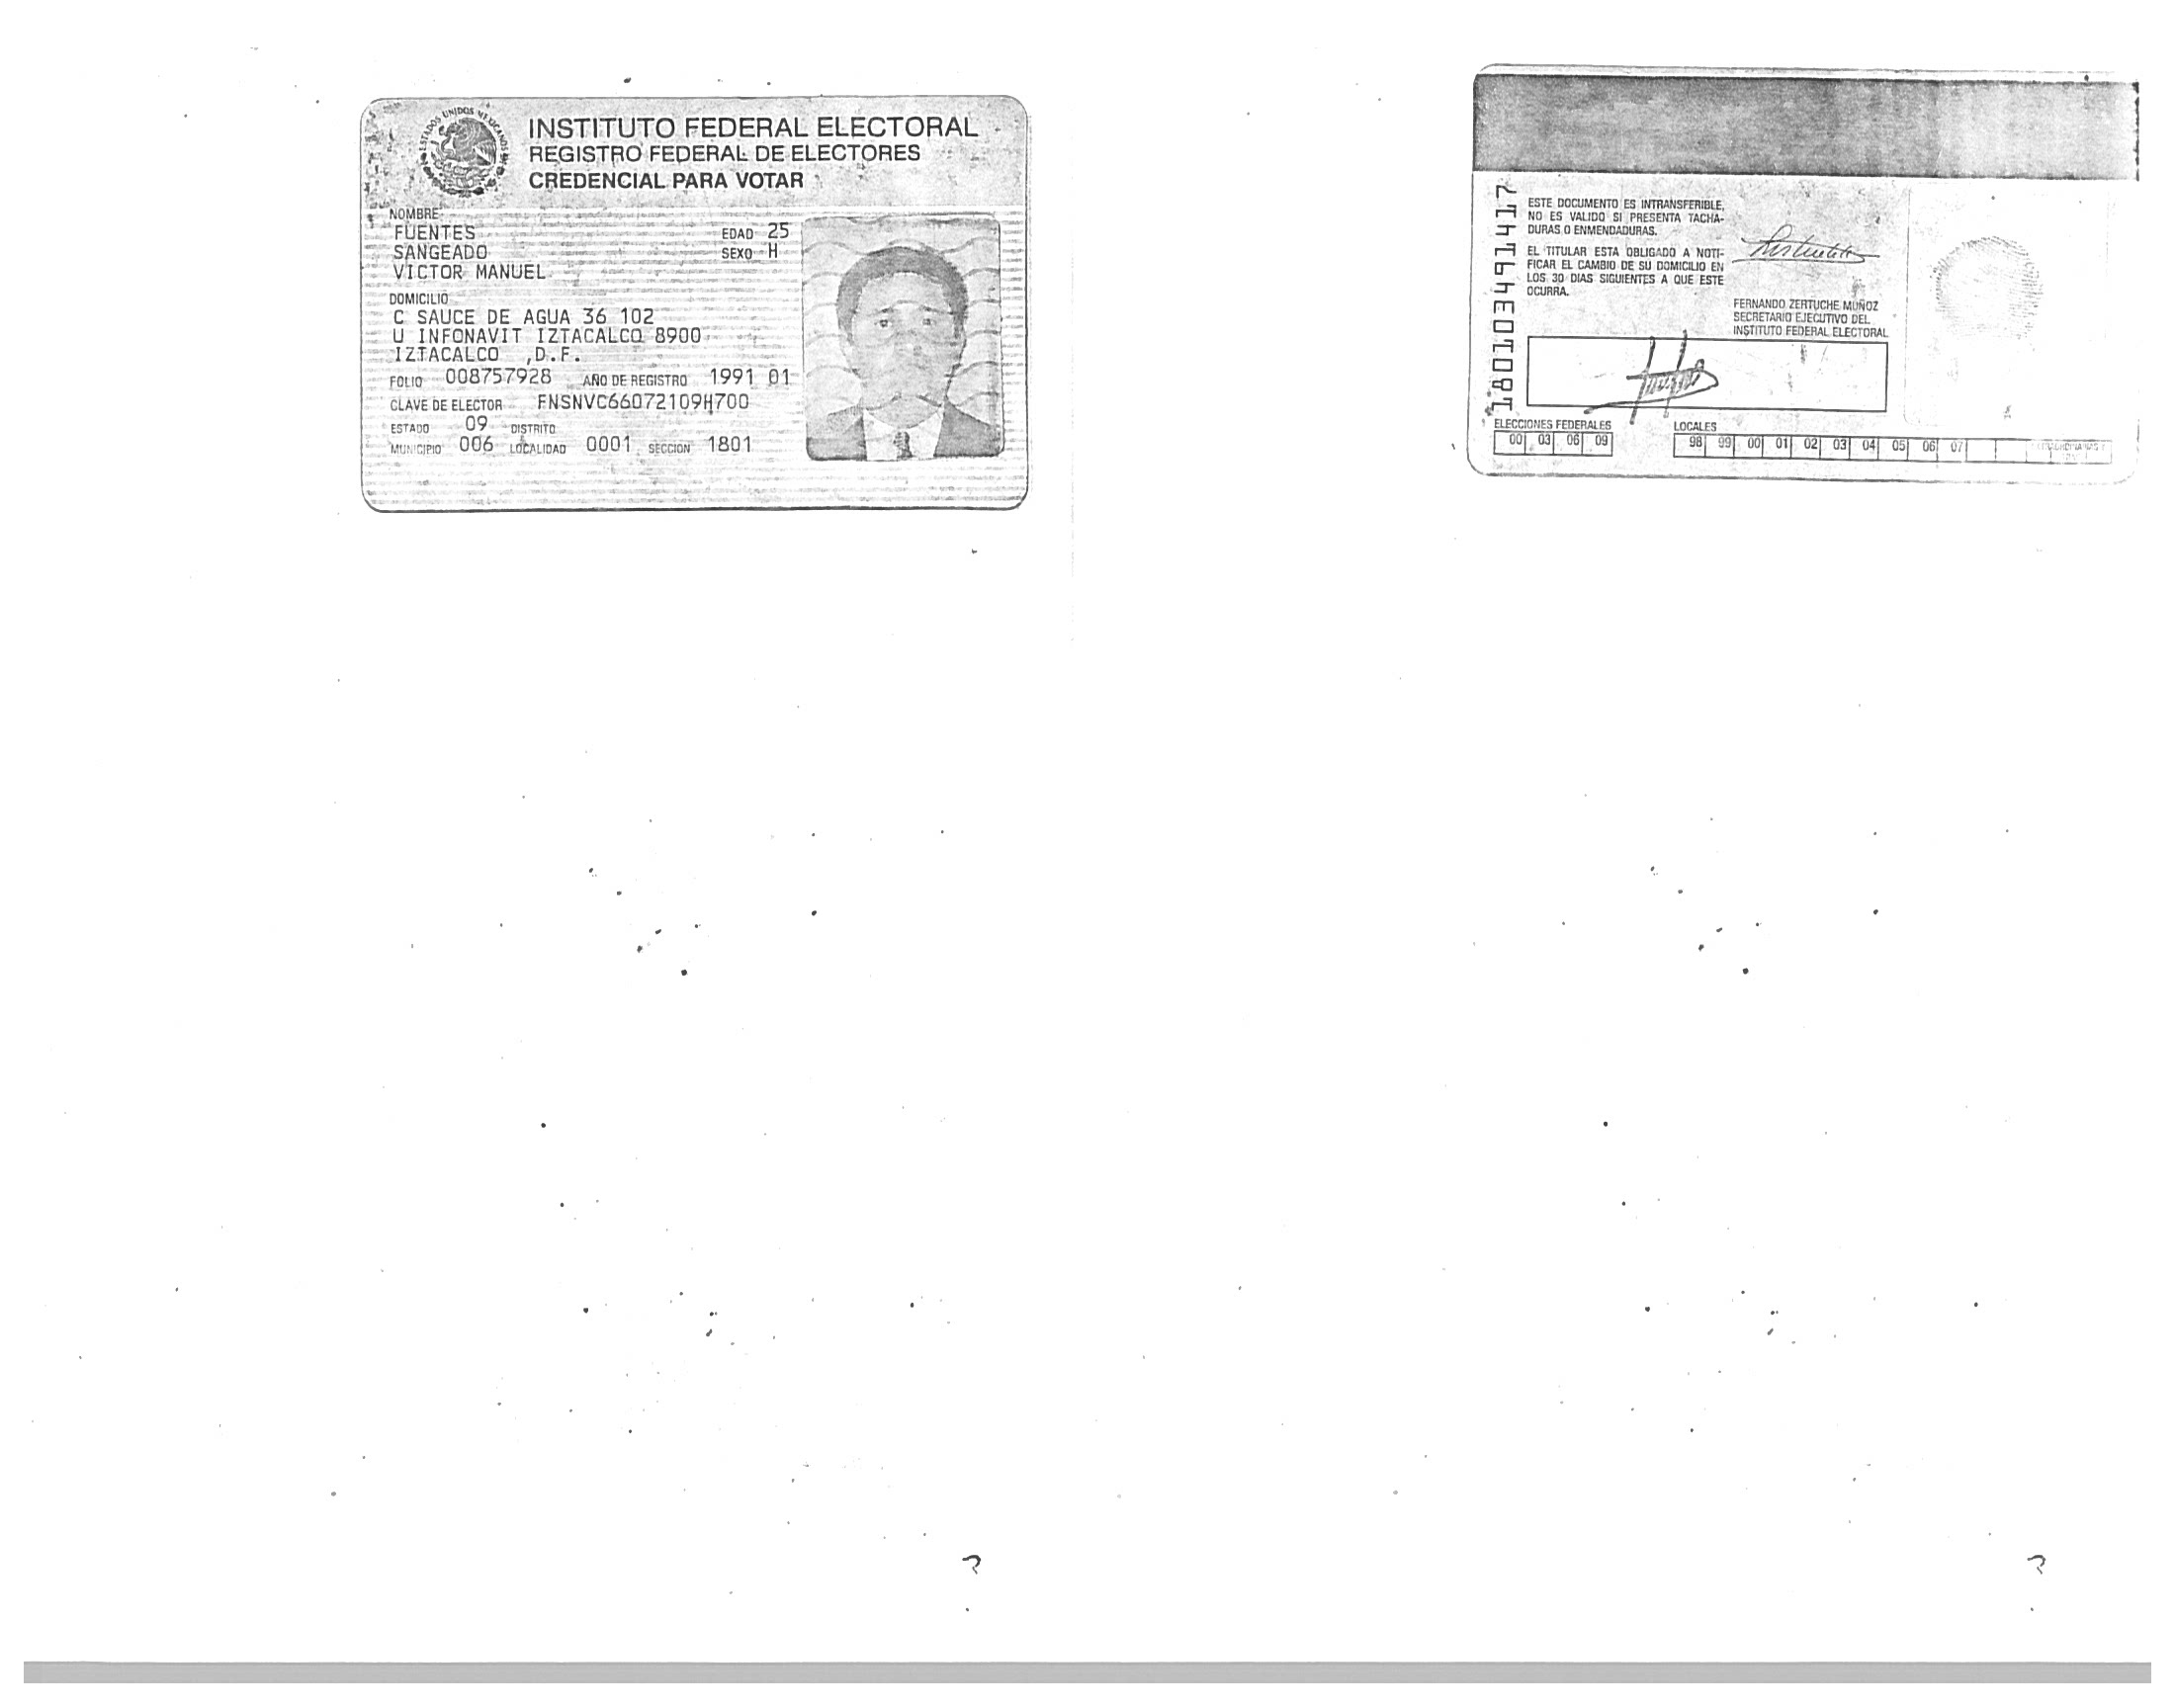 ESTADOS UNIDOS MEXICANOS
INSTITUTO FEDERAL ELECTORAL
REGISTRO FEDERAL DE ELECTORES
CREDENCIAL PARA VOTAR
NOMBRE
FUENTES
EDAD 25
SANGEADO
SEXO H
VICTOR MANUEL
DOMICILIO
C SAUCE DE AGUA 36 102
U INFONAVIT IZTACALCO 8900
IZTACALCO ,D.F.
FOLIO 008757928 AÑO DE REGISTRO 1991 01
CLAVE DE ELECTOR FNSNVC66072109H700
ESTADO 09 DISTRITO
MUNICIPIO 006 LOCALIDAD 0001 SECCION 1801
1801034991417
ESTE DOCUMENTO ES INTRANSFERIBLE,
NO ES VALIDO SI PRESENTA TACHA-
DURAS O ENMENDADURAS.
EL TITULAR ESTA OBLIGADO A NOTI-
FICAR EL CAMBIO DE SU DOMICILIO EN
LOS 30 DIAS SIGUIENTES A QUE ESTE
OCURRA.
FERNANDO ZERTUCHE MUÑOZ
SECRETARIO EJECUTIVO DEL
INSTITUTO FEDERAL ELECTORAL
ELECCIONES FEDERALES
00 03 06 09
LOCALES
98 99 00 01 02 03 04 05 06 07